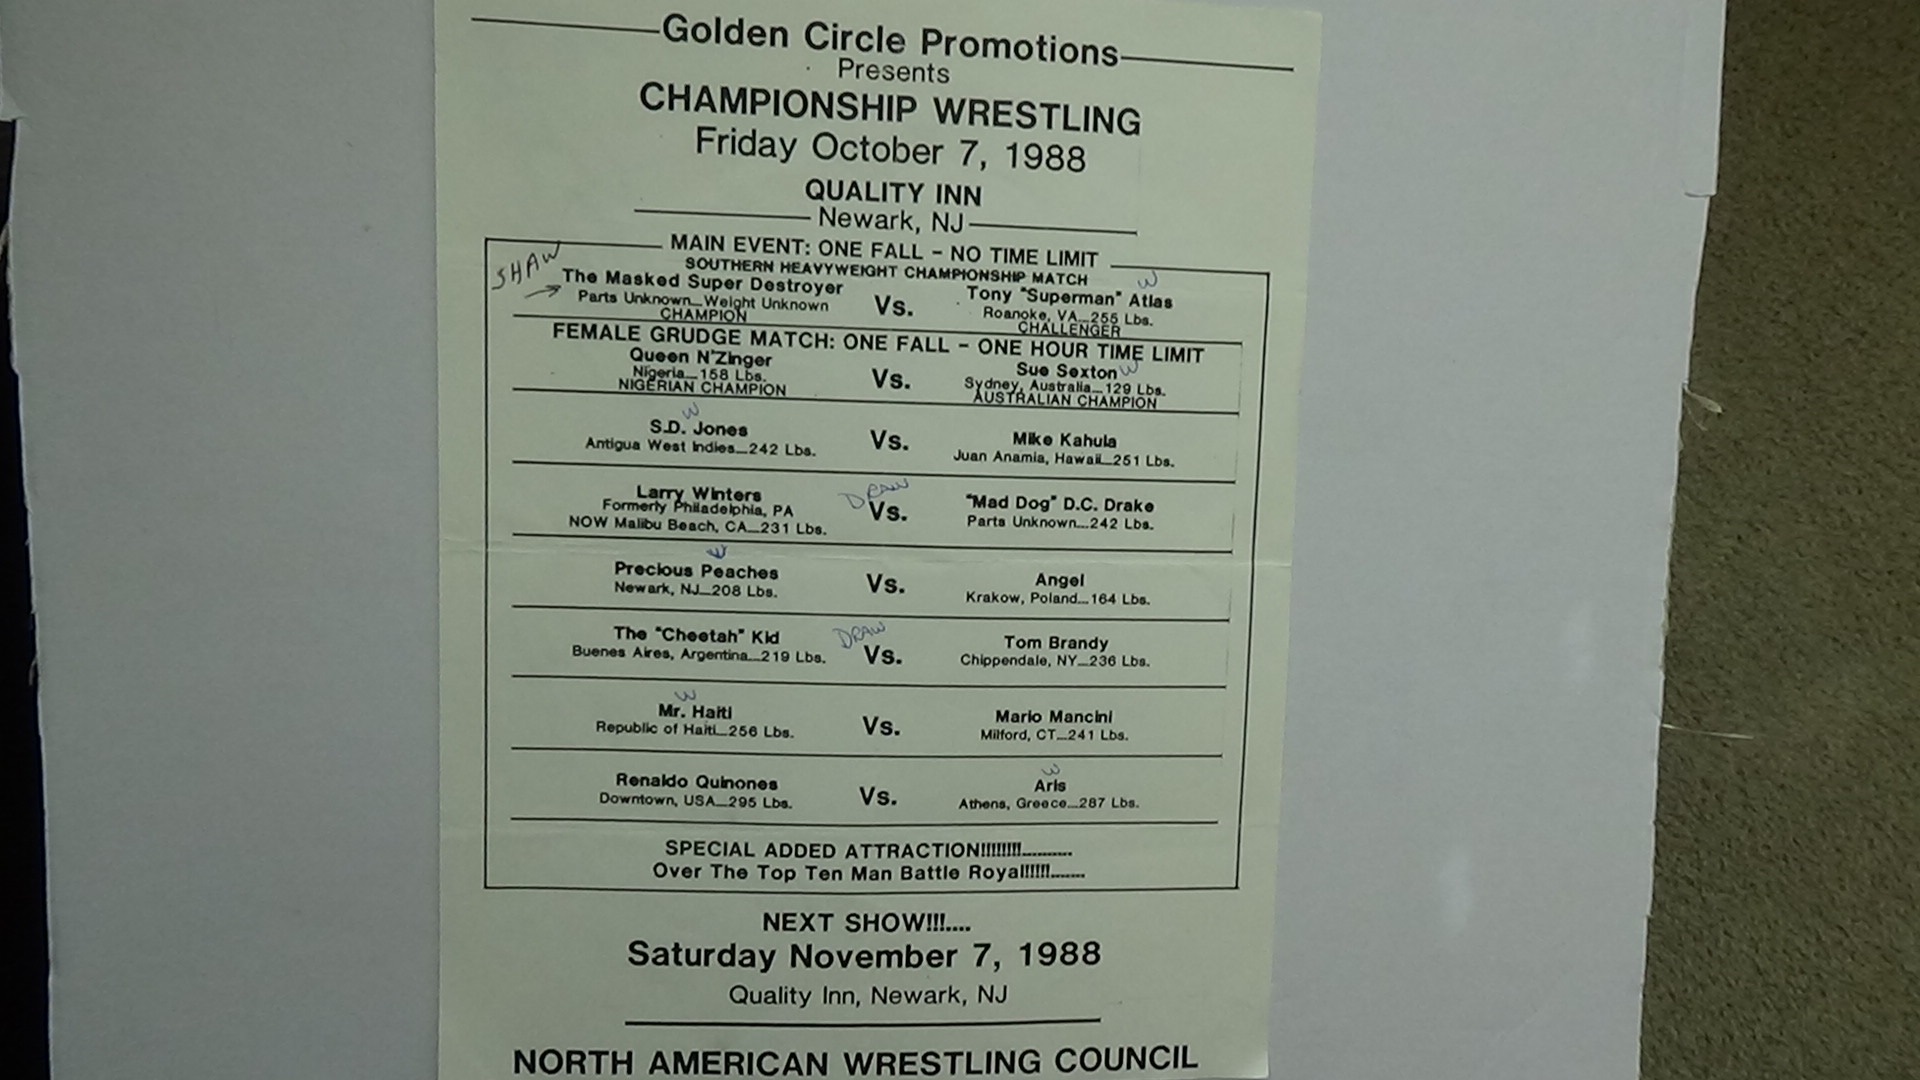 Golden Circle Promotions
Presents
CHAMPIONSHIP WRESTLING
Friday October 7, 1988
QUALITY INN
Newark, NJ
MAIN EVENT: ONE FALL - NO TIME LIMIT
SOUTHERN HEAVYWEIGHT CHAMPIONSHIP MATCH
SHAW
The Masked Super Destroyer
Parts Unknown...Weight Unknown
CHAMPION
Vs.
W
Tony "Superman" Atlas
Roanoke, VA...255 Lbs.
CHALLENGER
FEMALE GRUDGE MATCH: ONE FALL - ONE HOUR TIME LIMIT
Queen N'Zinger
Nigeria...158 Lbs.
NIGERIAN CHAMPION
Vs.
Sue Sexton W
Sydney, Australia...129 Lbs.
AUSTRALIAN CHAMPION
W
S.D. Jones
Antigua West Indies...242 Lbs.
Vs.
Mike Kahula
Juan Anamia, Hawaii...251 Lbs.
Larry Winters
Formerly Philadelphia, PA
NOW Malibu Beach, CA...231 Lbs.
DRAW
Vs.
"Mad Dog" D.C. Drake
Parts Unknown...242 Lbs.
W
Precious Peaches
Newark, NJ...208 Lbs.
Vs.
Angel
Krakow, Poland...164 Lbs.
The "Cheetah" Kid
Buenes Aires, Argentina...219 Lbs.
DRAW
Vs.
Tom Brandy
Chippendale, NY...236 Lbs.
W
Mr. Haiti
Republic of Haiti...256 Lbs.
Vs.
Mario Mancini
Milford, CT...241 Lbs.
Renaldo Quinones
Downtown, USA...295 Lbs.
Vs.
W
Aris
Athens, Greece...287 Lbs.
SPECIAL ADDED ATTRACTION!!!!!!!!...........
Over The Top Ten Man Battle Royal!!!!!.......
NEXT SHOW!!!....
Saturday November 7, 1988
Quality Inn, Newark, NJ
NORTH AMERICAN WRESTLING COUNCIL